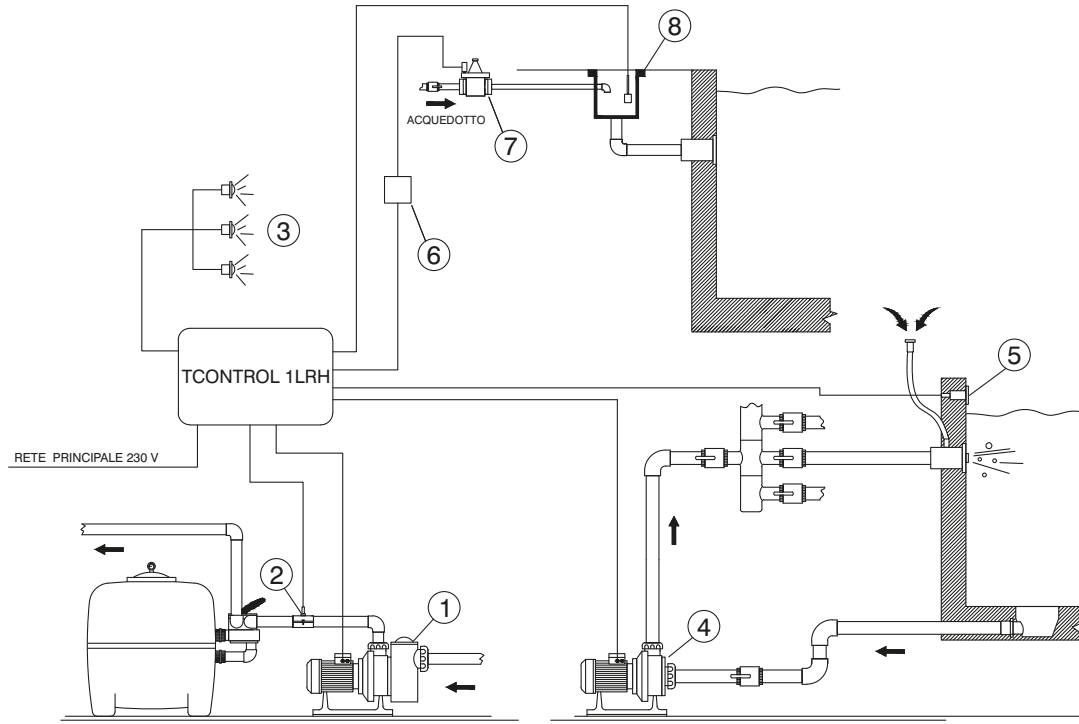 8
ACQUEDOTTO
7
3
6
TCONTROL 1LRH
5
RETE PRINCIPALE 230 V
2
1
4